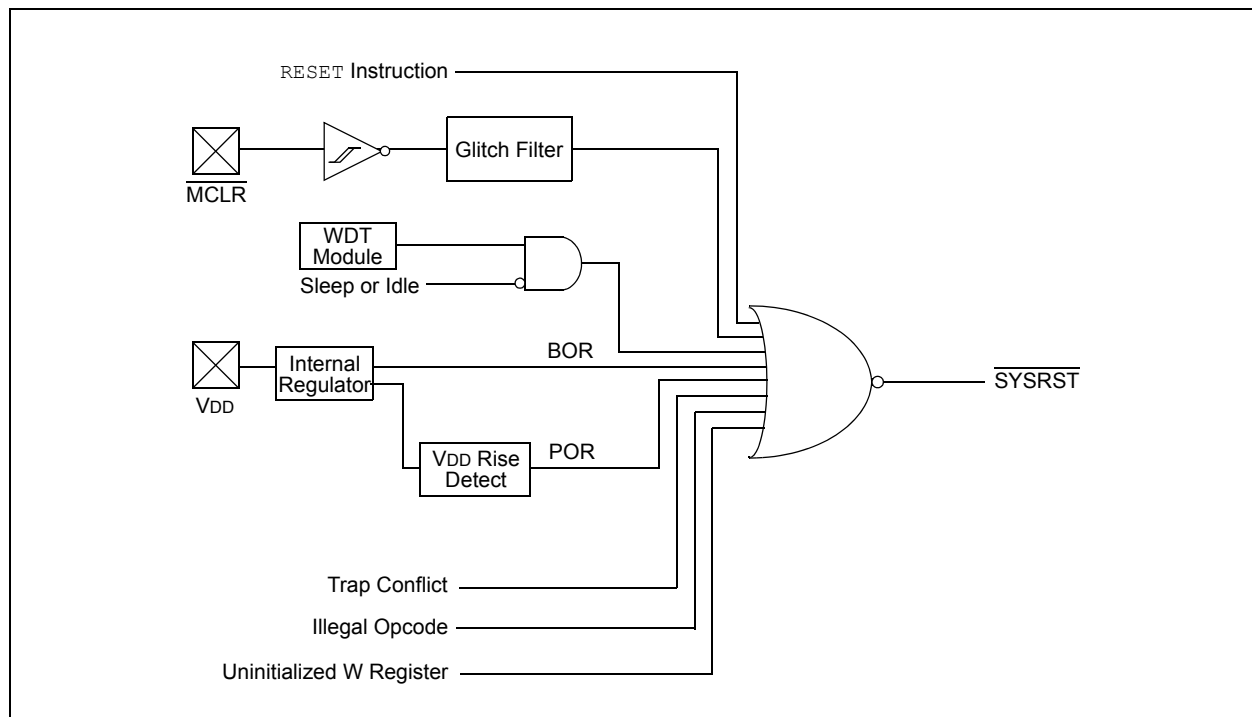 RESET Instruction
MCLR
Glitch Filter
WDT
Module
Sleep or Idle
VDD
Internal
Regulator
BOR
VDD Rise
Detect
POR
SYSRST
Trap Conflict
Illegal Opcode
Uninitialized W Register